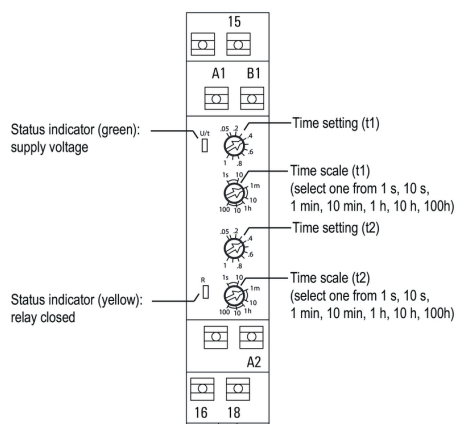 15
A1 B1
Status indicator (green):
supply voltage
U/t
.05 .2 .4 .6 .8 1
Time setting (t1)
1s 10 1m 10 1h 10 100
Time scale (t1)
(select one from 1 s, 10 s,
1 min, 10 min, 1 h, 10 h, 100h)
.05 .2 .4 .6 .8 1
Time setting (t2)
Status indicator (yellow):
relay closed
R
1s 10 1m 10 1h 10 100
Time scale (t2)
(select one from 1 s, 10 s,
1 min, 10 min, 1 h, 10 h, 100h)
A2
16 18